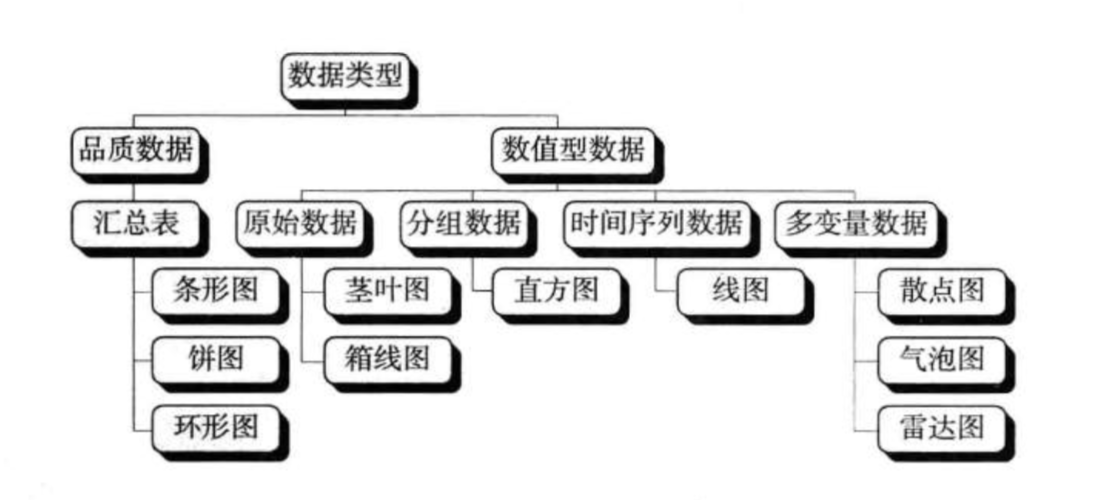 数据类型
品质数据 数值型数据
汇总表 原始数据 分组数据 时间序列数据 多变量数据
条形图 茎叶图 直方图 线图 散点图
饼图 箱线图 气泡图
环形图 雷达图